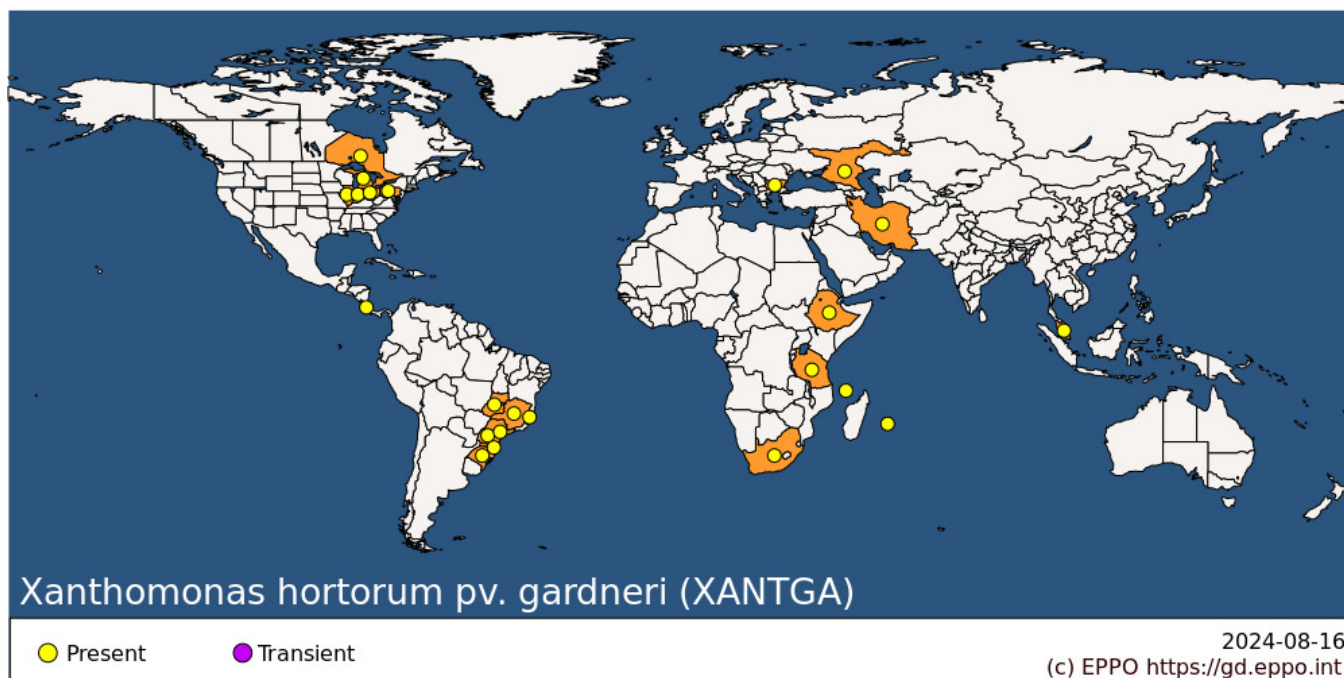 Xanthomonas hortorum pv. gardneri (XANTGA)
Present
Transient
2024-08-16
(c) EPPO https://gd.eppo.int